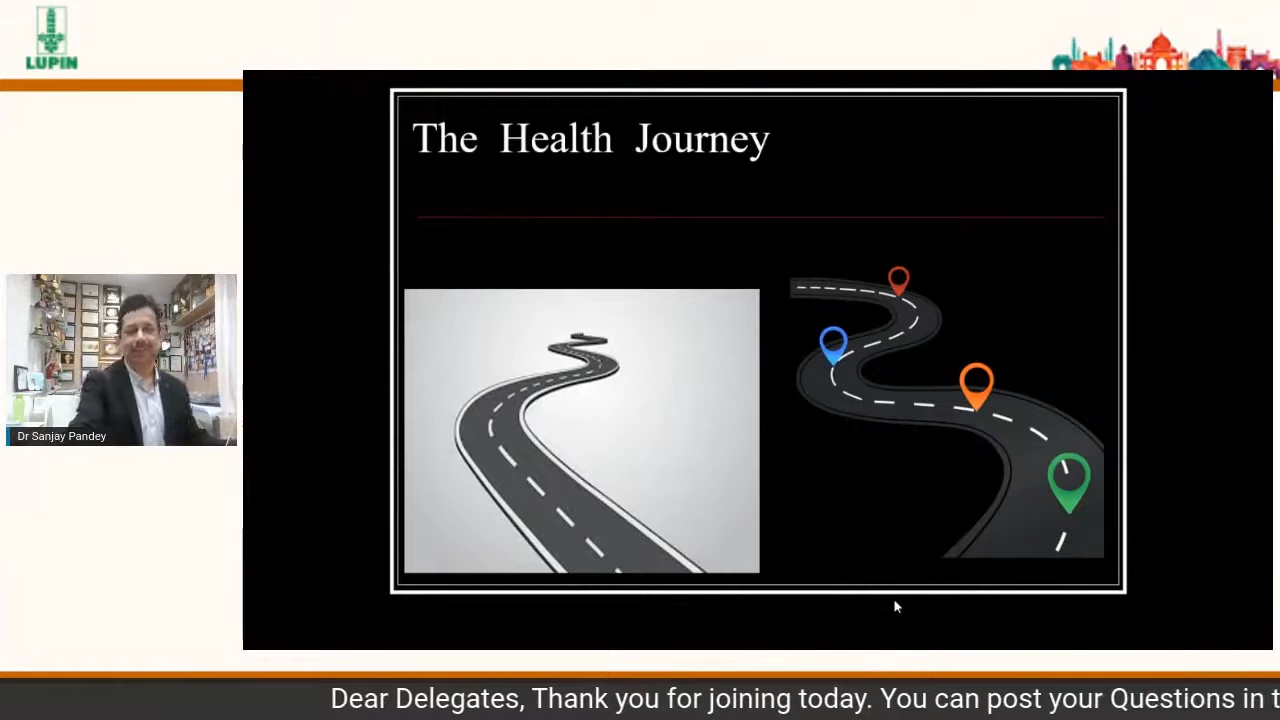 LUPIN
The Health Journey
Dr Sanjay Pandey
Dear Delegates, Thank you for joining today. You can post your Questions in t